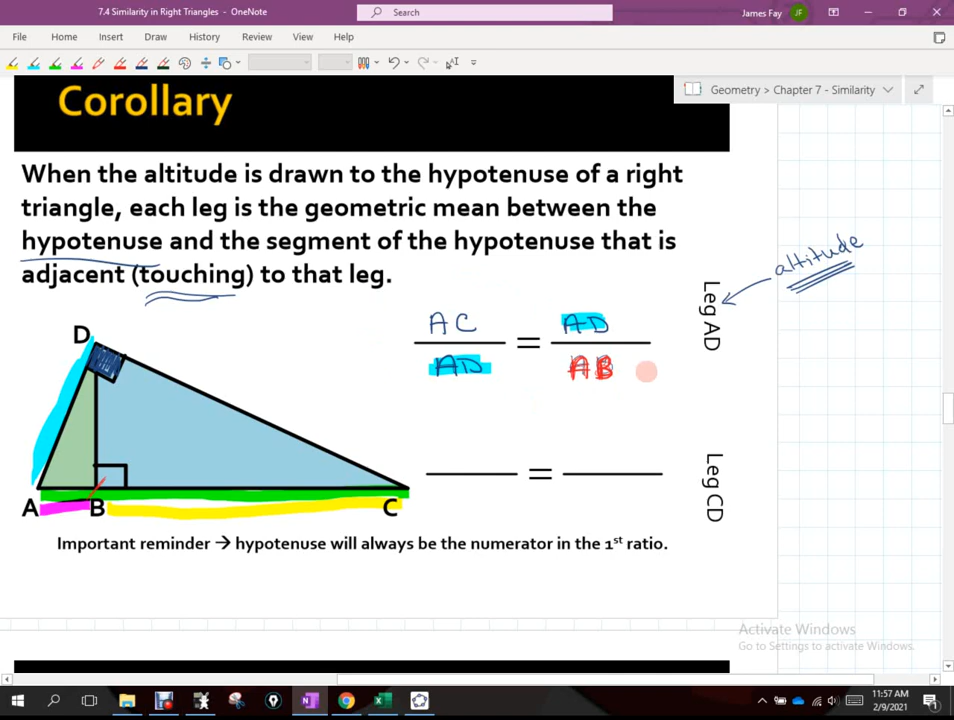 7.4 Similarity in Right Triangles - OneNote
Search
James Fay JF
File Home Insert Draw History Review View Help
Geometry > Chapter 7 - Similarity
Corollary
When the altitude is drawn to the hypotenuse of a right
triangle, each leg is the geometric mean between the
hypotenuse and the segment of the hypotenuse that is
adjacent (touching) to that leg.
altitude
Leg AD
AC = AD
AD AB
D
=
Leg CD
A B C
Important reminder → hypotenuse will always be the numerator in the 1st ratio.
Activate Windows
Go to Settings to activate Windows.
11:57 AM
2/9/2021